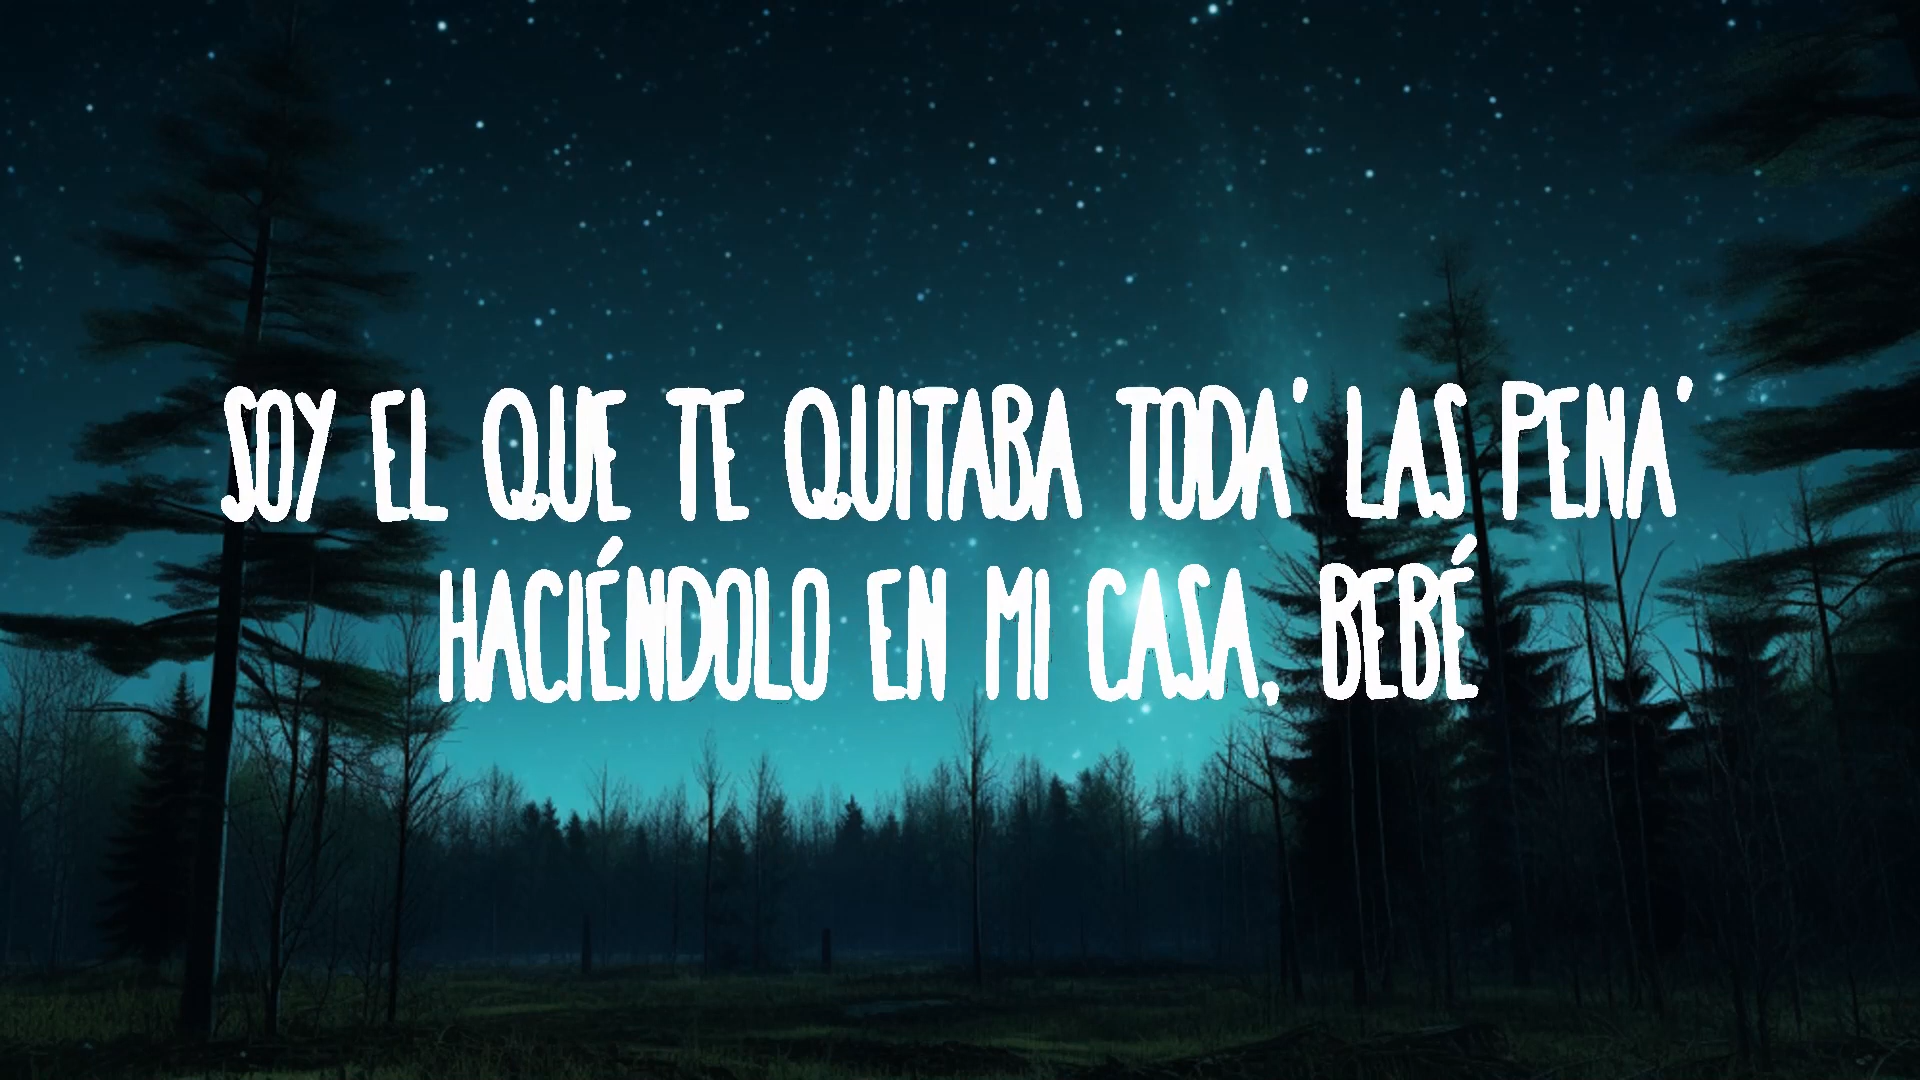 SOY EL QUE TE QUITABA TODA' LAS PENA'
HACIÉNDOLO EN MI CASA, BEBÉ